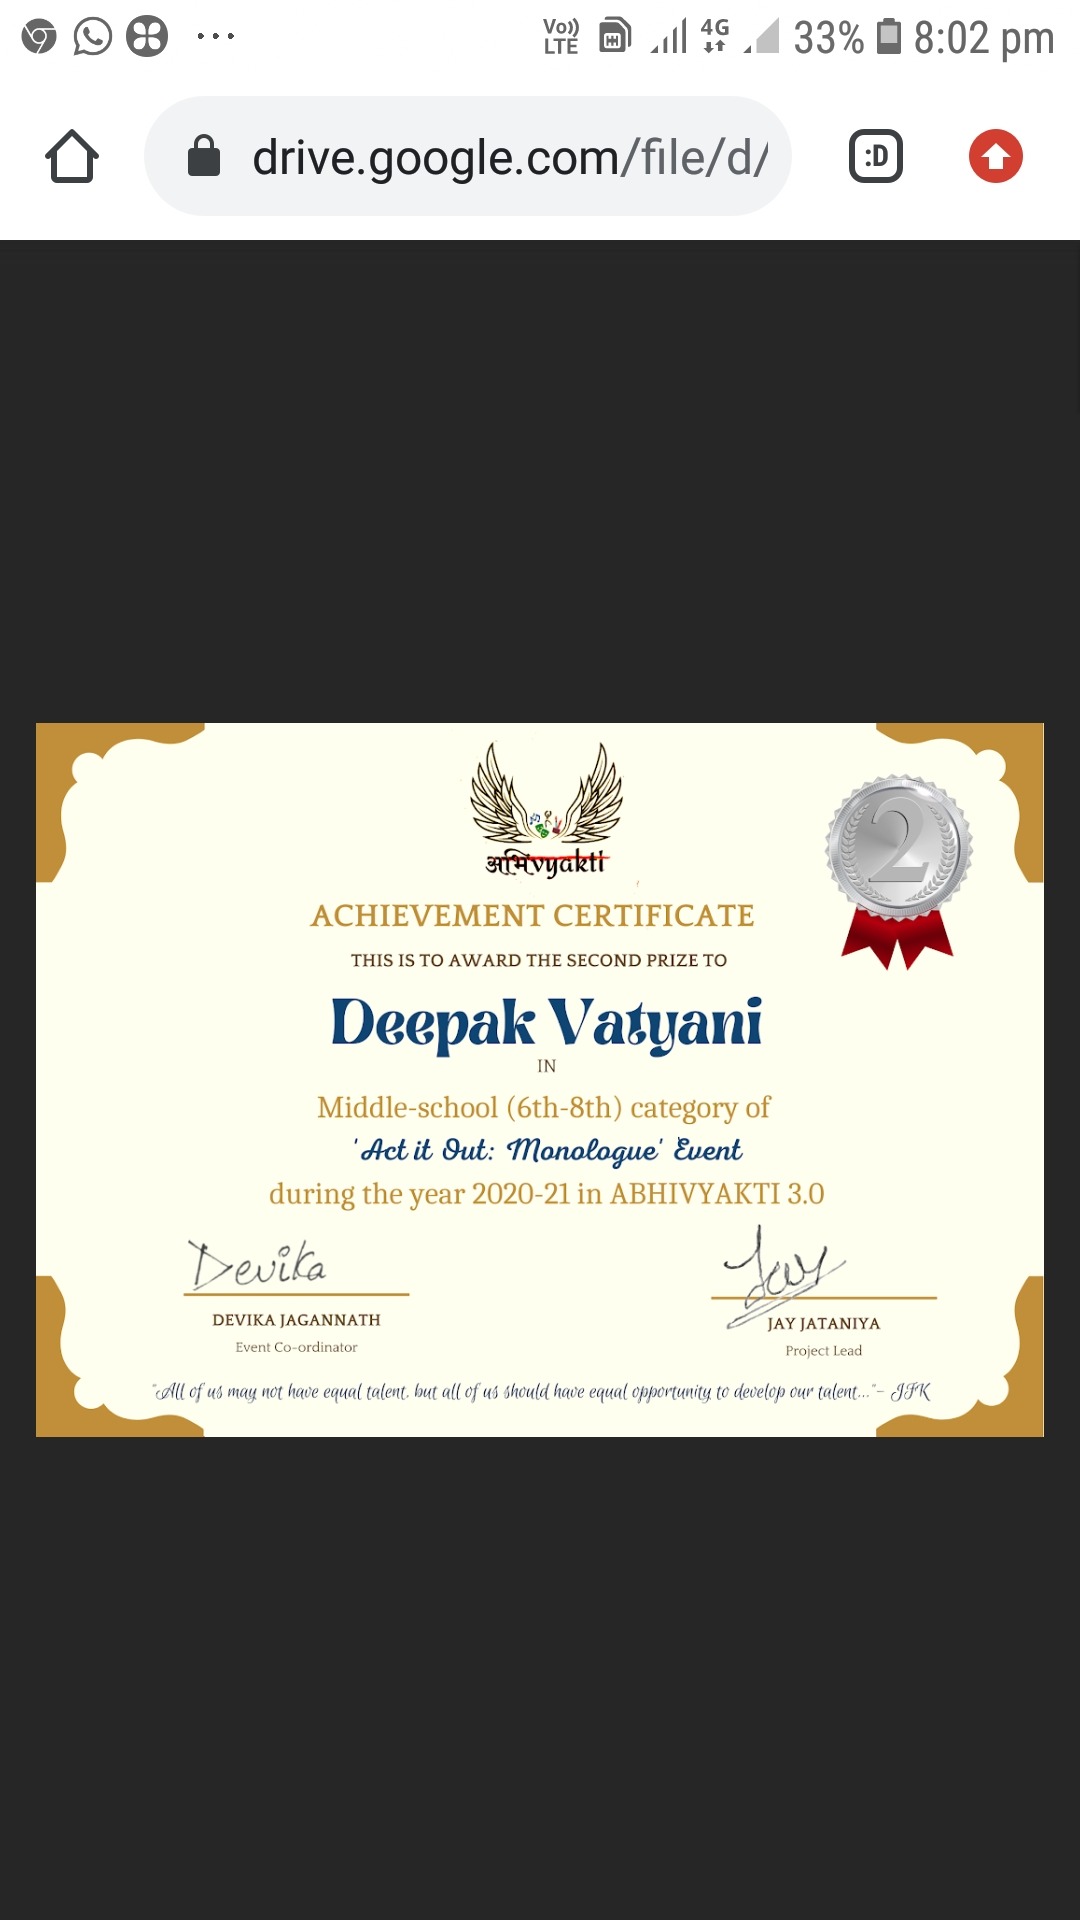 Vo)) LTE 4G 33% 8:02 pm
drive.google.com/file/d/ :D
2
अभिvyakti
ACHIEVEMENT CERTIFICATE
THIS IS TO AWARD THE SECOND PRIZE TO
Deepak Vatyani
IN
Middle-school (6th-8th) category of
'Act it Out: Monologue' Event
during the year 2020-21 in ABHIVYAKTI 3.0
Devika Jay
DEVIKA JAGANNATH JAY JATANIYA
Event Co-ordinator Project Lead
"All of us may not have equal talent. but all of us should have equal opportunity to develop our talent..."- JFK